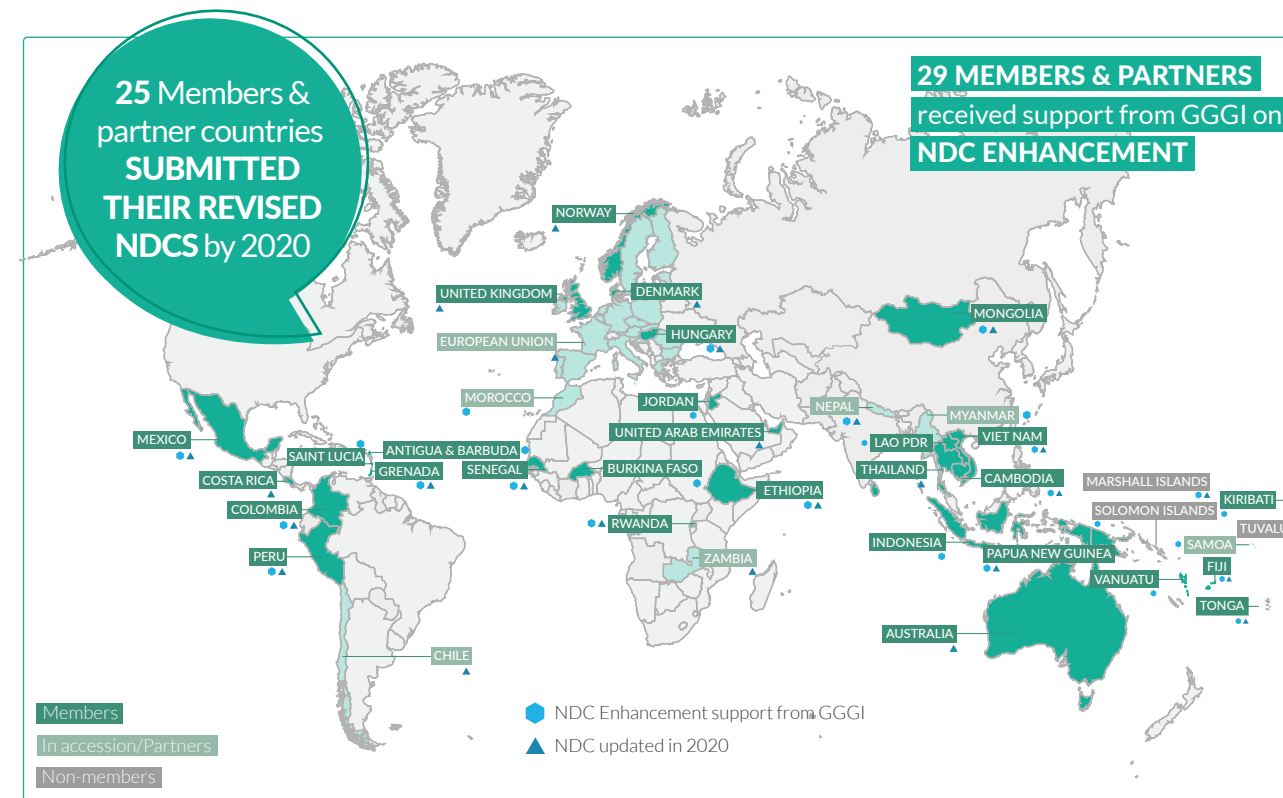 25 Members &
partner countries
SUBMITTED
THEIR REVISED
NDCS by 2020
29 MEMBERS & PARTNERS
received support from GGGI on
NDC ENHANCEMENT
NORWAY
UNITED KINGDOM
DENMARK
MONGOLIA
HUNGARY
EUROPEAN UNION
MOROCCO
JORDAN
NEPAL
MYANMAR
UNITED ARAB EMIRATES
MEXICO
LAO PDR
VIET NAM
ANTIGUA & BARBUDA
SAINT LUCIA
GRENADA
SENEGAL
BURKINA FASO
THAILAND
CAMBODIA
COSTA RICA
MARSHALL ISLANDS
ETHIOPIA
KIRIBATI
COLOMBIA
SOLOMON ISLANDS
RWANDA
TUVALU
INDONESIA
SAMOA
PAPUA NEW GUINEA
PERU
ZAMBIA
FIJI
VANUATU
TONGA
AUSTRALIA
CHILE
Members
In accession/Partners
Non-members
NDC Enhancement support from GGGI
NDC updated in 2020